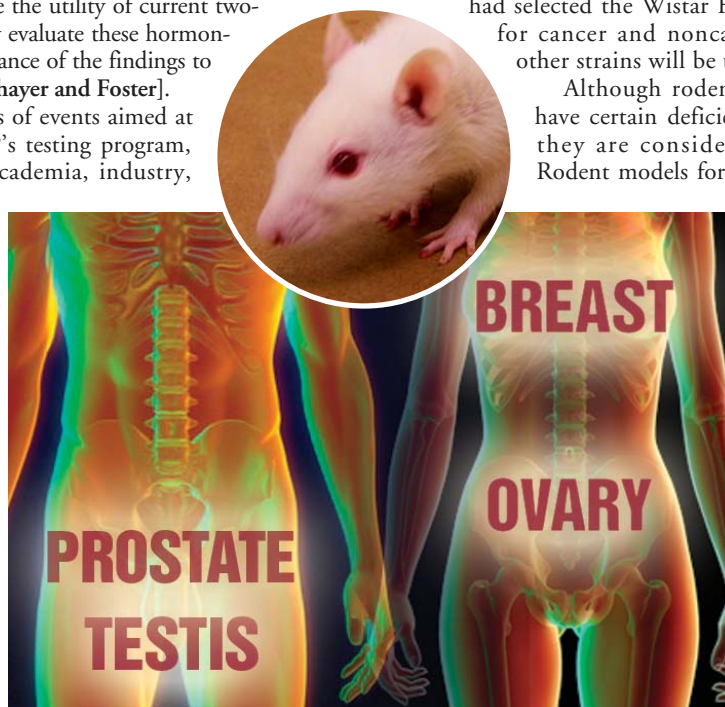 e the utility of current two-
evaluate these hormon-
ance of the findings to
hayer and Foster].
s of events aimed at
's testing program,
cademia, industry,
had selected the Wistar
for cancer and nonca
other strains will be
Although roden
have certain deficie
they are conside
Rodent models for
PROSTATE
TESTIS
BREAST
OVARY